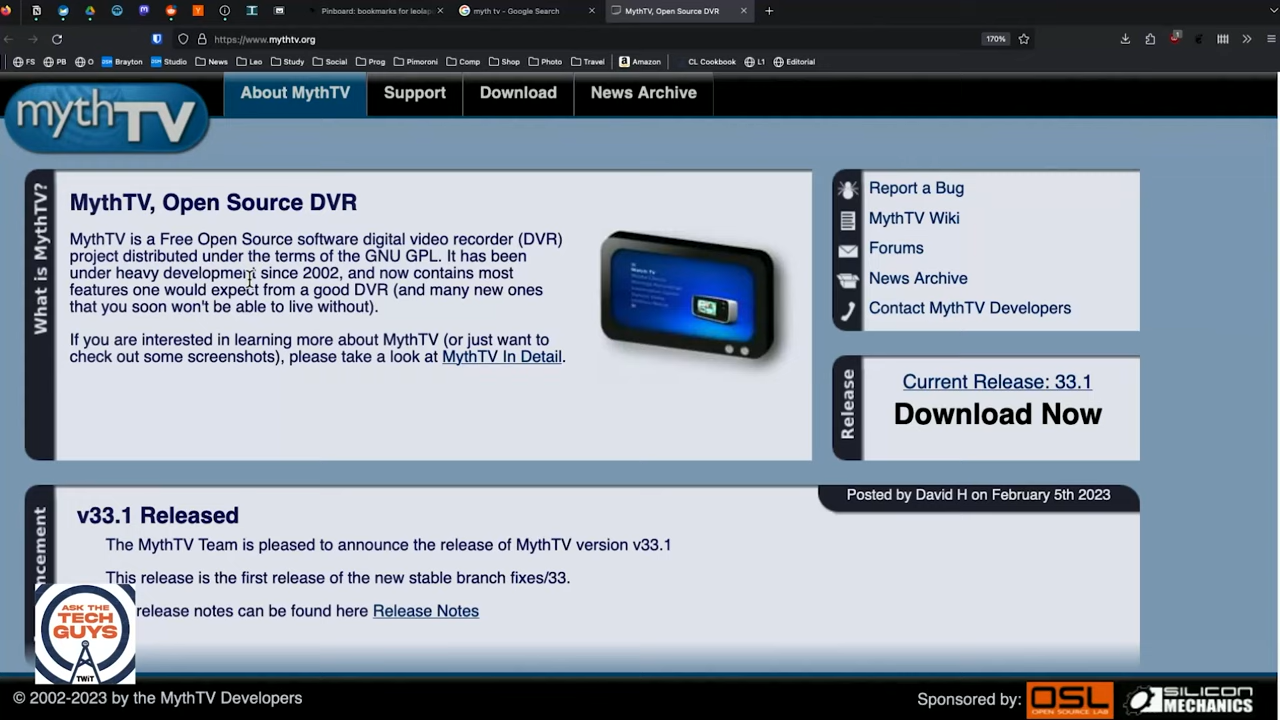 Pinboard: bookmarks for leolap
myth tv - Google Search
MythTV, Open Source DVR
https://www.mythtv.org
170%
FS
PB
O
Brayton
Studio
News
Leo
Study
Social
Prog
Pimoroni
Comp
Shop
Photo
Travel
Amazon
CL Cookbook
L1
Editorial
mythTV
About MythTV
Support
Download
News Archive
What is MythTV?
MythTV, Open Source DVR
MythTV is a Free Open Source software digital video recorder (DVR)
project distributed under the terms of the GNU GPL. It has been
under heavy development since 2002, and now contains most
features one would expect from a good DVR (and many new ones
that you soon won't be able to live without).
If you are interested in learning more about MythTV (or just want to
check out some screenshots), please take a look at MythTV In Detail.
Report a Bug
MythTV Wiki
Forums
News Archive
Contact MythTV Developers
Release
Current Release: 33.1
Download Now
ncement
v33.1 Released
Posted by David H on February 5th 2023
The MythTV Team is pleased to announce the release of MythTV version v33.1
This release is the first release of the new stable branch fixes/33.
release notes can be found here Release Notes
ASK THE
TECH
GUYS
TWiT
© 2002-2023 by the MythTV Developers
Sponsored by:
OSL
OPEN SOURCE LAB
SILICON
MECHANICS